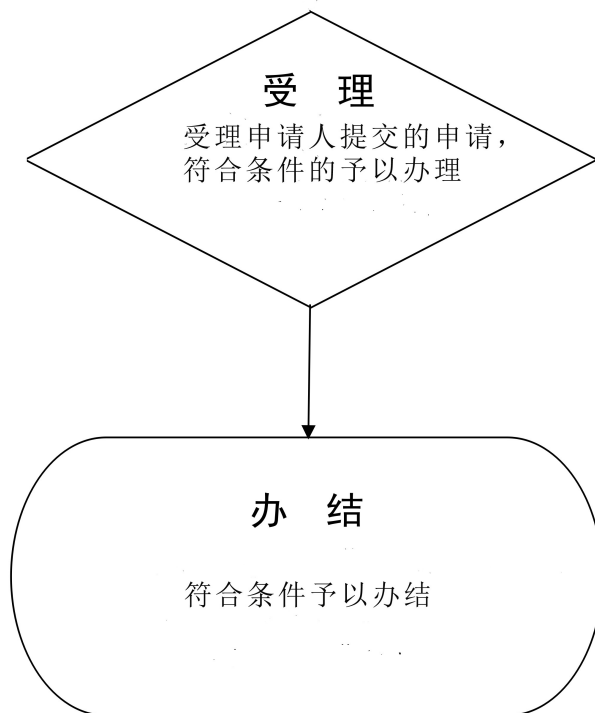 受 理
受理申请人提交的申请，
符合条件的予以办理
办 结
符合条件予以办结